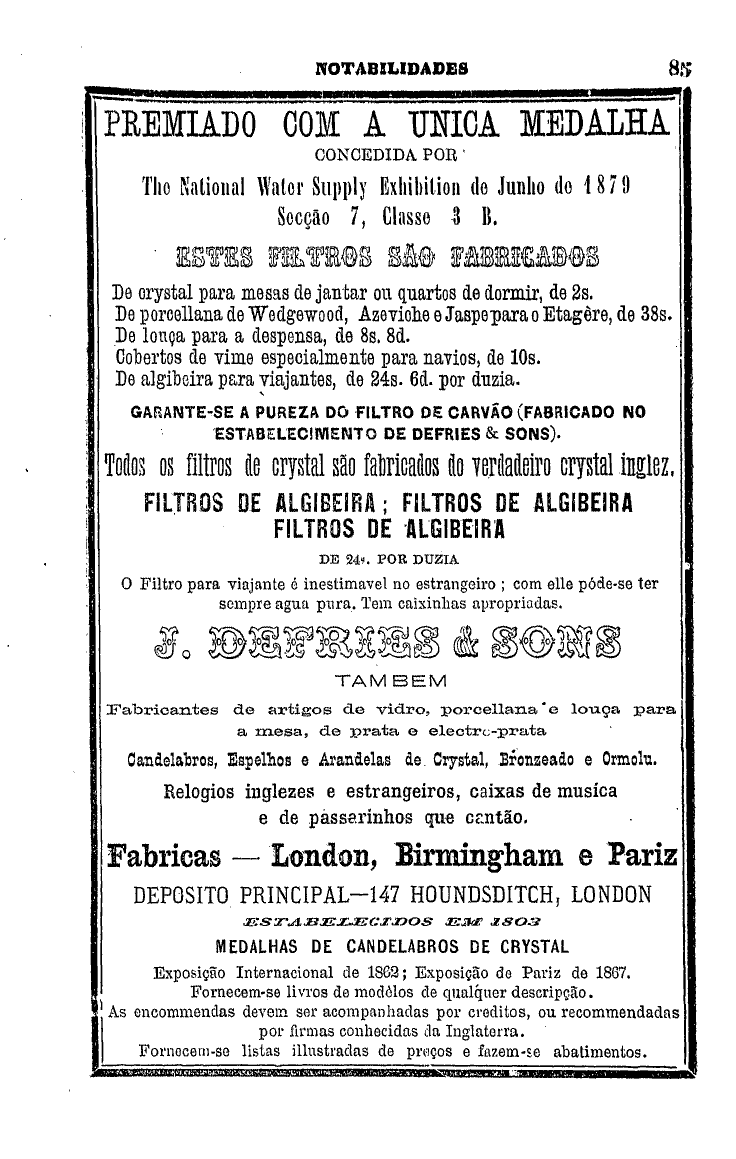 NOTABILIDADES 85
PREMIADO COM A UNICA MEDALHA
CONCEDIDA POR
The National Water Supply Exhibition de Junho de 1879
Secção 7, Classe 3 B.
ESTES FILTROS SÃO FABRICADOS
De crystal para mesas de jantar ou quartos de dormir, de 2s.
De porcellana de Wedgewood, Azeviche e Jaspe para o Etagêre, de 38s.
De louça para a despensa, de 8s. 8d.
Cobertos de vime especialmente para navios, de 10s.
De algibeira para viajantes, de 24s. 6d. por duzia.
GARANTE-SE A PUREZA DO FILTRO DE CARVÃO (FABRICADO NO
ESTABELECIMENTO DE DEFRIES & SONS).
Todos os filtros de crystal são fabricados do verdadeiro crystal inglez.
FILTROS DE ALGIBEIRA ; FILTROS DE ALGIBEIRA
FILTROS DE ALGIBEIRA
DE 24s. POR DUZIA
O Filtro para viajante é inestimavel no estrangeiro ; com elle póde-se ter
sempre agua pura. Tem caixinhas apropriadas.
J. DEFRIES & SONS
TAMBEM
Fabricantes de artigos de vidro, porcellana e louça para
a mesa, de prata e electro-prata
Candelabros, Espelhos e Arandelas de Crystal, Bronzeado e Ormolu.
Relogios inglezes e estrangeiros, caixas de musica
e de passarinhos que cantão.
Fabricas — London, Birmingham e Pariz
DEPOSITO PRINCIPAL—147 HOUNDSDITCH, LONDON
ESTABELECIDOS EM 1803
MEDALHAS DE CANDELABROS DE CRYSTAL
Exposição Internacional de 1862 ; Exposição de Pariz de 1867.
Fornecem-se livros de modêlos de qualquer descripção.
As encommendas devem ser acompanhadas por creditos, ou recommendadas
por firmas conhecidas da Inglaterra.
Fornecem-se listas illustradas de preços e fazem-se abatimentos.